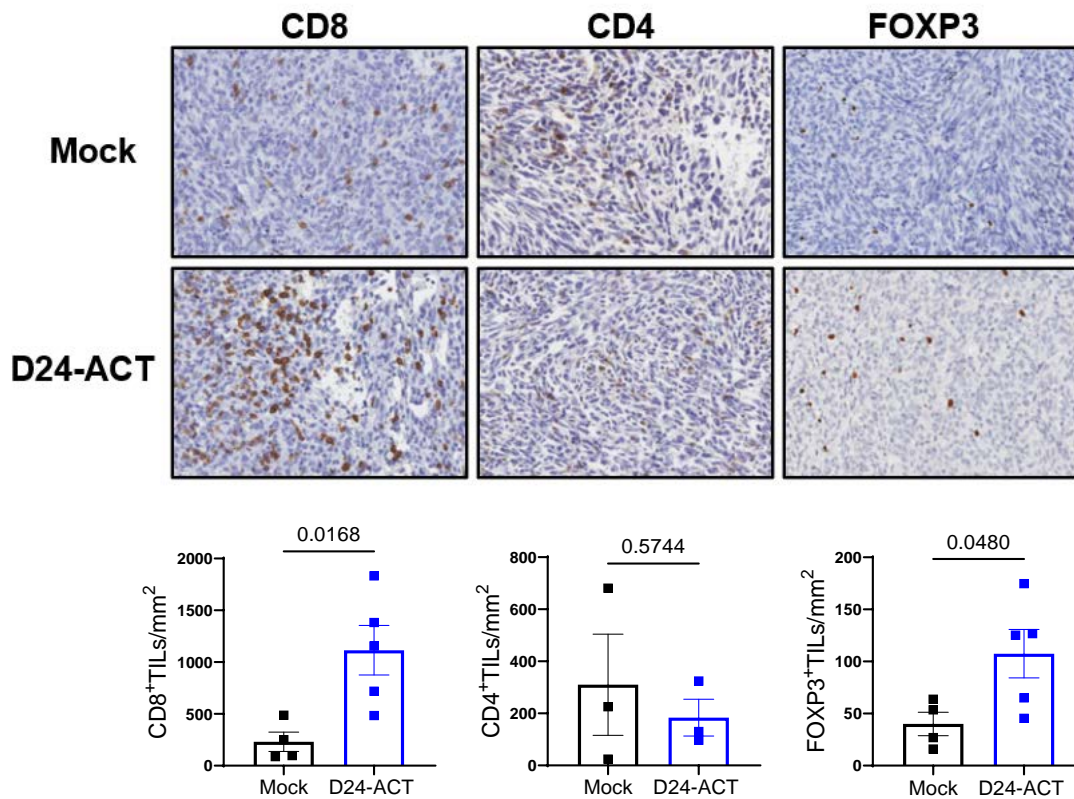 CD8 CD4 FOXP3
Mock
D24-ACT
0.0168
2000
1500
1000
500
0
CD8+TILs/mm2
Mock D24-ACT
0.5744
800
600
400
200
0
CD4+TILs/mm2
Mock D24-ACT
0.0480
200
150
100
50
0
FOXP3+TILs/mm2
Mock D24-ACT